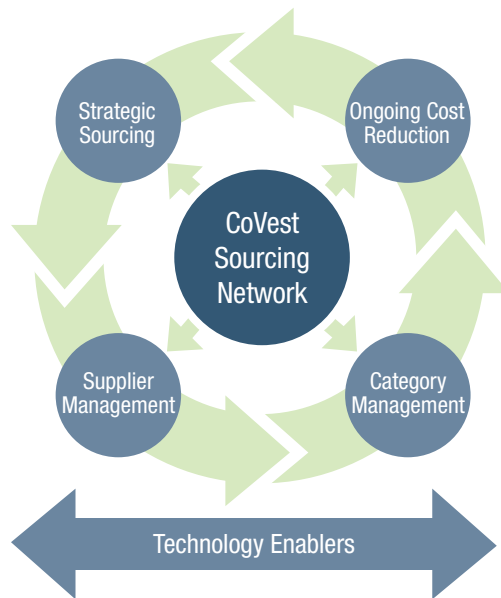 Strategic
Sourcing
Ongoing Cost
Reduction
CoVest
Sourcing
Network
Supplier
Management
Category
Management
Technology Enablers